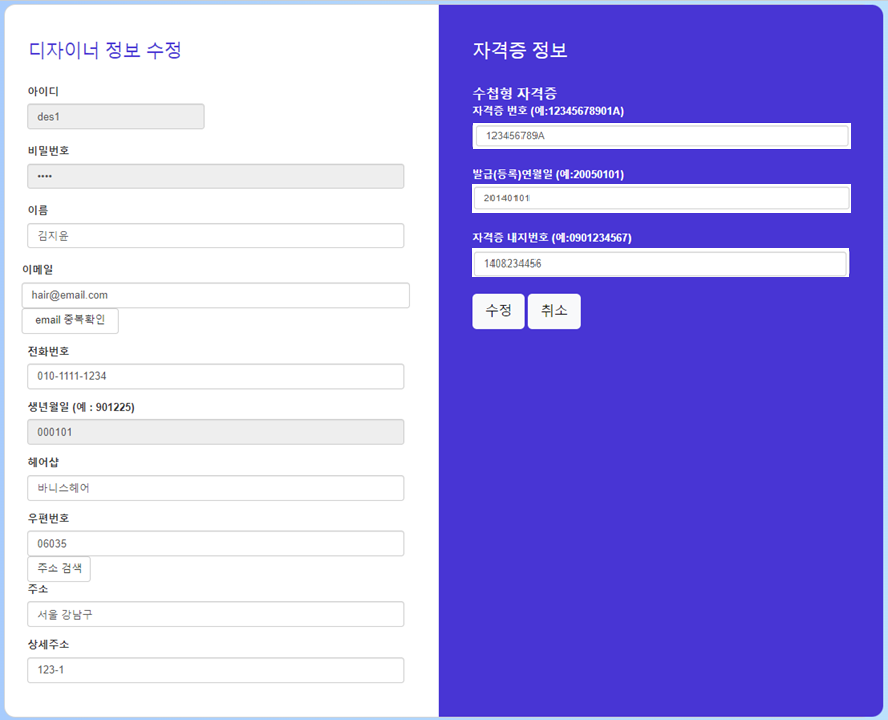 디자이너 정보 수정
아이디
des1
비밀번호
••••
이름
김지윤
이메일
hair@email.com
email 중복확인
전화번호
010-1111-1234
생년월일 (예 : 901225)
000101
헤어샵
바니스헤어
우편번호
06035
주소 검색
주소
서울 강남구
상세주소
123-1
자격증 정보
수첩형 자격증
자격증 번호 (예:12345678901A)
123456789A
발급(등록)연월일 (예:20050101)
20140101
자격증 내지번호 (예:0901234567)
1408234456
수정 취소